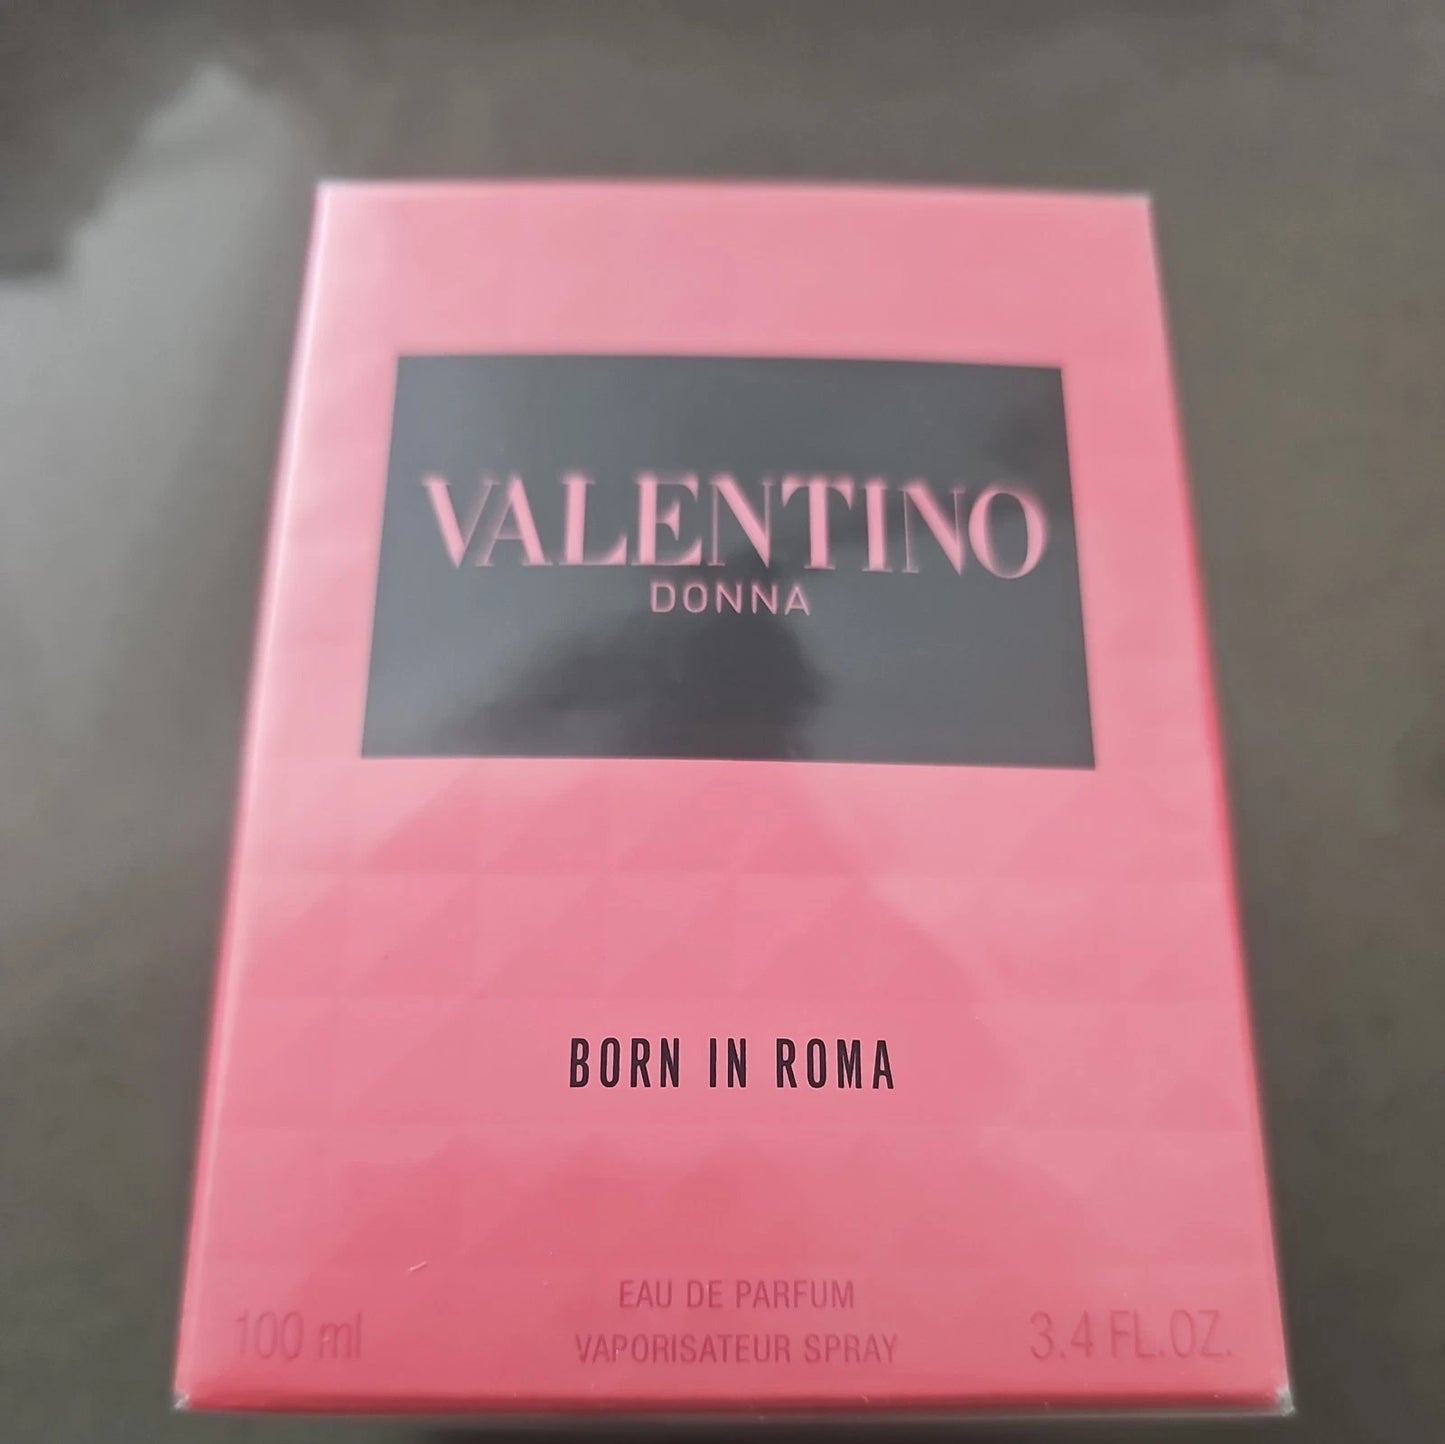 VALENTINO
DONNA
BORN IN ROMA
EAU DE PARFUM
100 ml VAPORISATEUR SPRAY 3.4 FL.OZ.